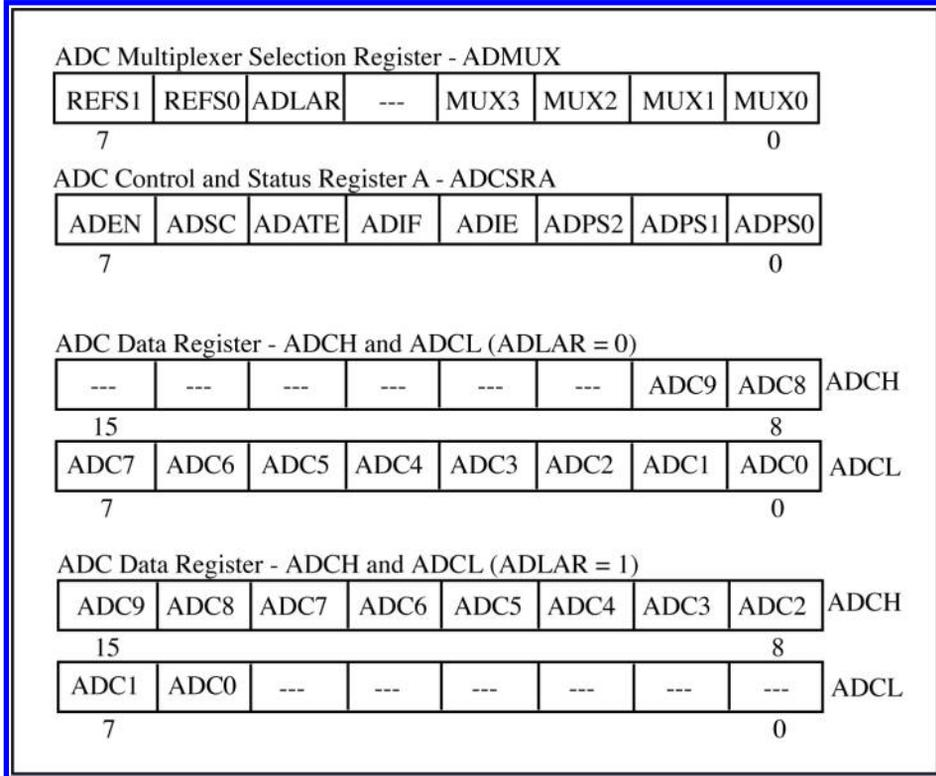 ADC Multiplexer Selection Register - ADMUX
REFS1 REFS0 ADLAR --- MUX3 MUX2 MUX1 MUX0
7 0
ADC Control and Status Register A - ADCSRA
ADEN ADSC ADATE ADIF ADIE ADPS2 ADPS1 ADPS0
7 0
ADC Data Register - ADCH and ADCL (ADLAR = 0)
--- --- --- --- --- --- ADC9 ADC8 ADCH
15 8
ADC7 ADC6 ADC5 ADC4 ADC3 ADC2 ADC1 ADC0 ADCL
7 0
ADC Data Register - ADCH and ADCL (ADLAR = 1)
ADC9 ADC8 ADC7 ADC6 ADC5 ADC4 ADC3 ADC2 ADCH
15 8
ADC1 ADC0 --- --- --- --- --- --- ADCL
7 0